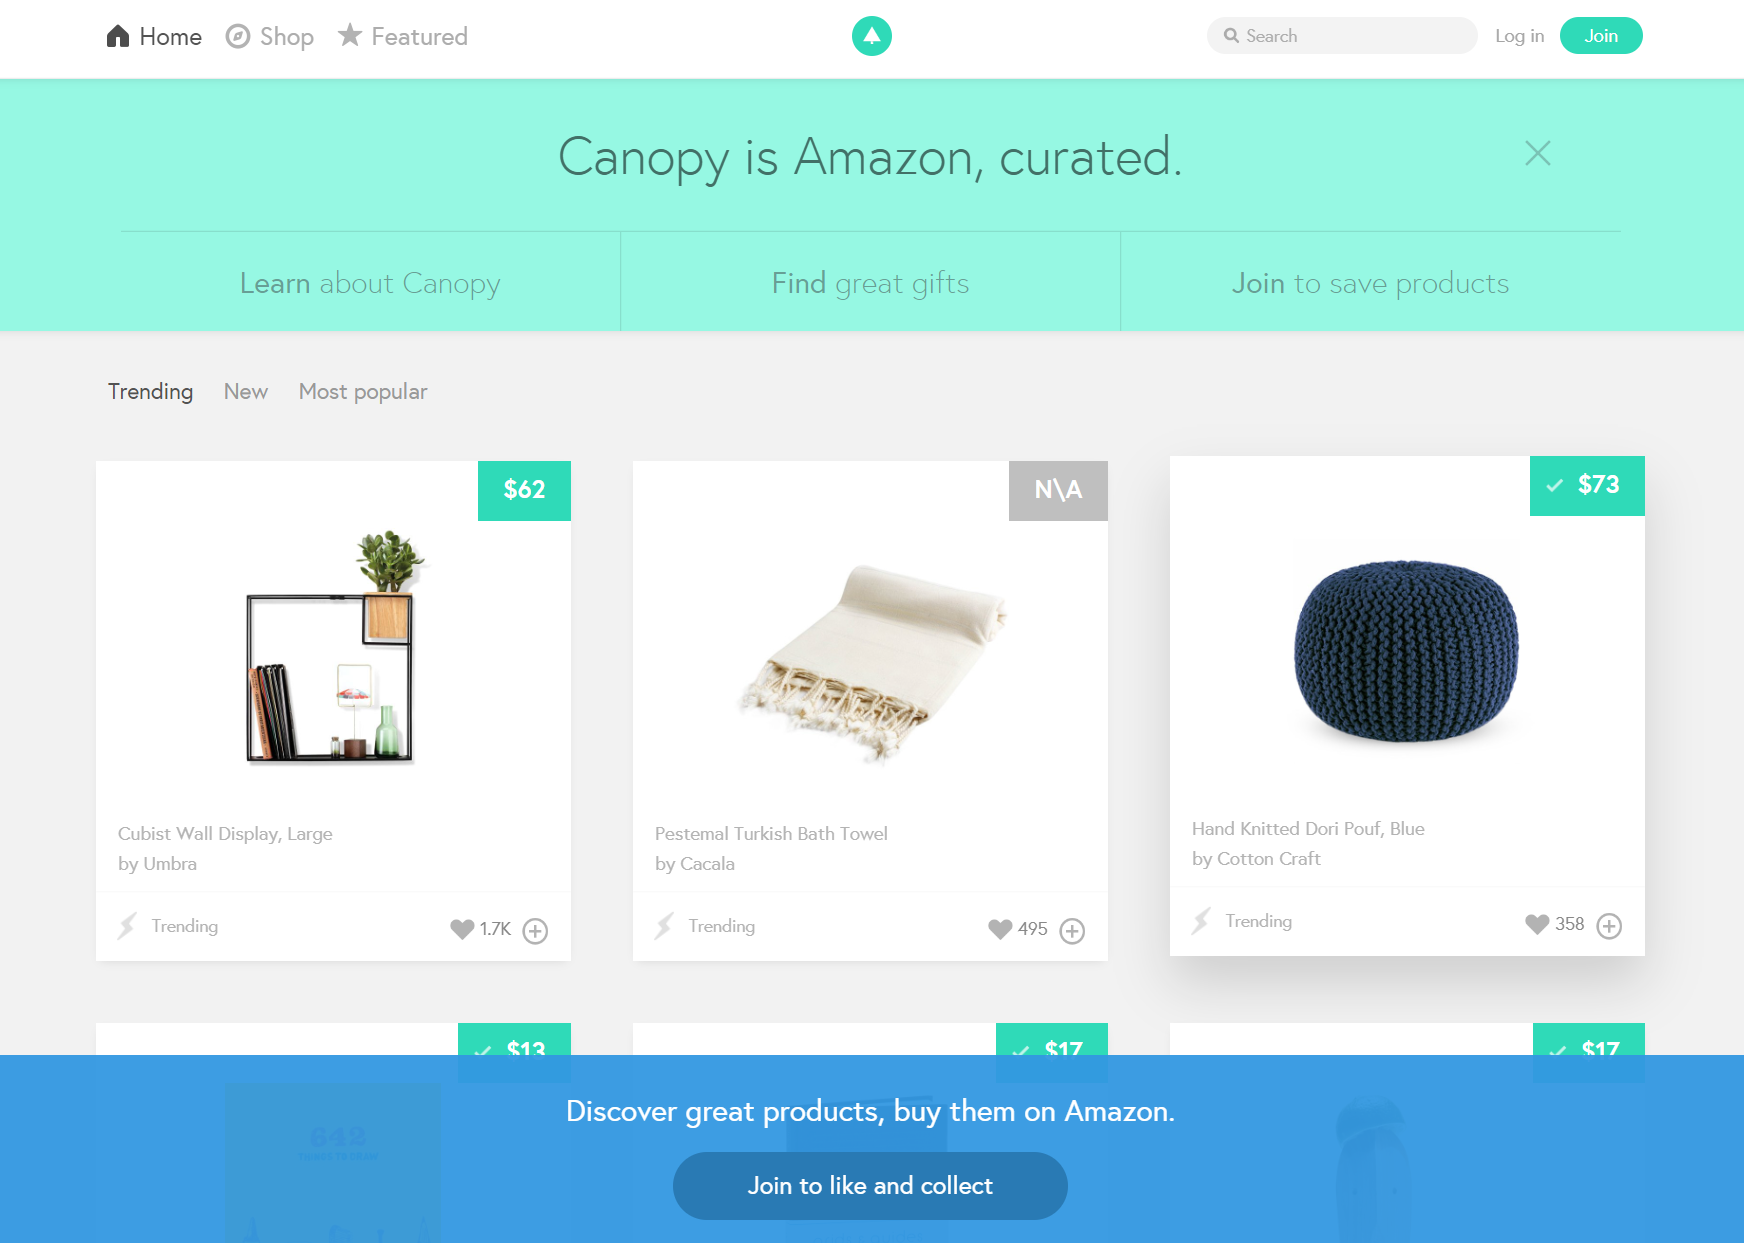 Home
Shop
Featured
Search
Log in
Join
Canopy is Amazon, curated.
Learn about Canopy
Find great gifts
Join to save products
Trending
New
Most popular
$62
N\A
$73
Cubist Wall Display, Large
by Umbra
Pestemal Turkish Bath Towel
by Cacala
Hand Knitted Dori Pouf, Blue
by Cotton Craft
Trending
1.7K
Trending
495
Trending
358
$13
$17
$17
Discover great products, buy them on Amazon.
642
THINGS TO DRAW
Join to like and collect